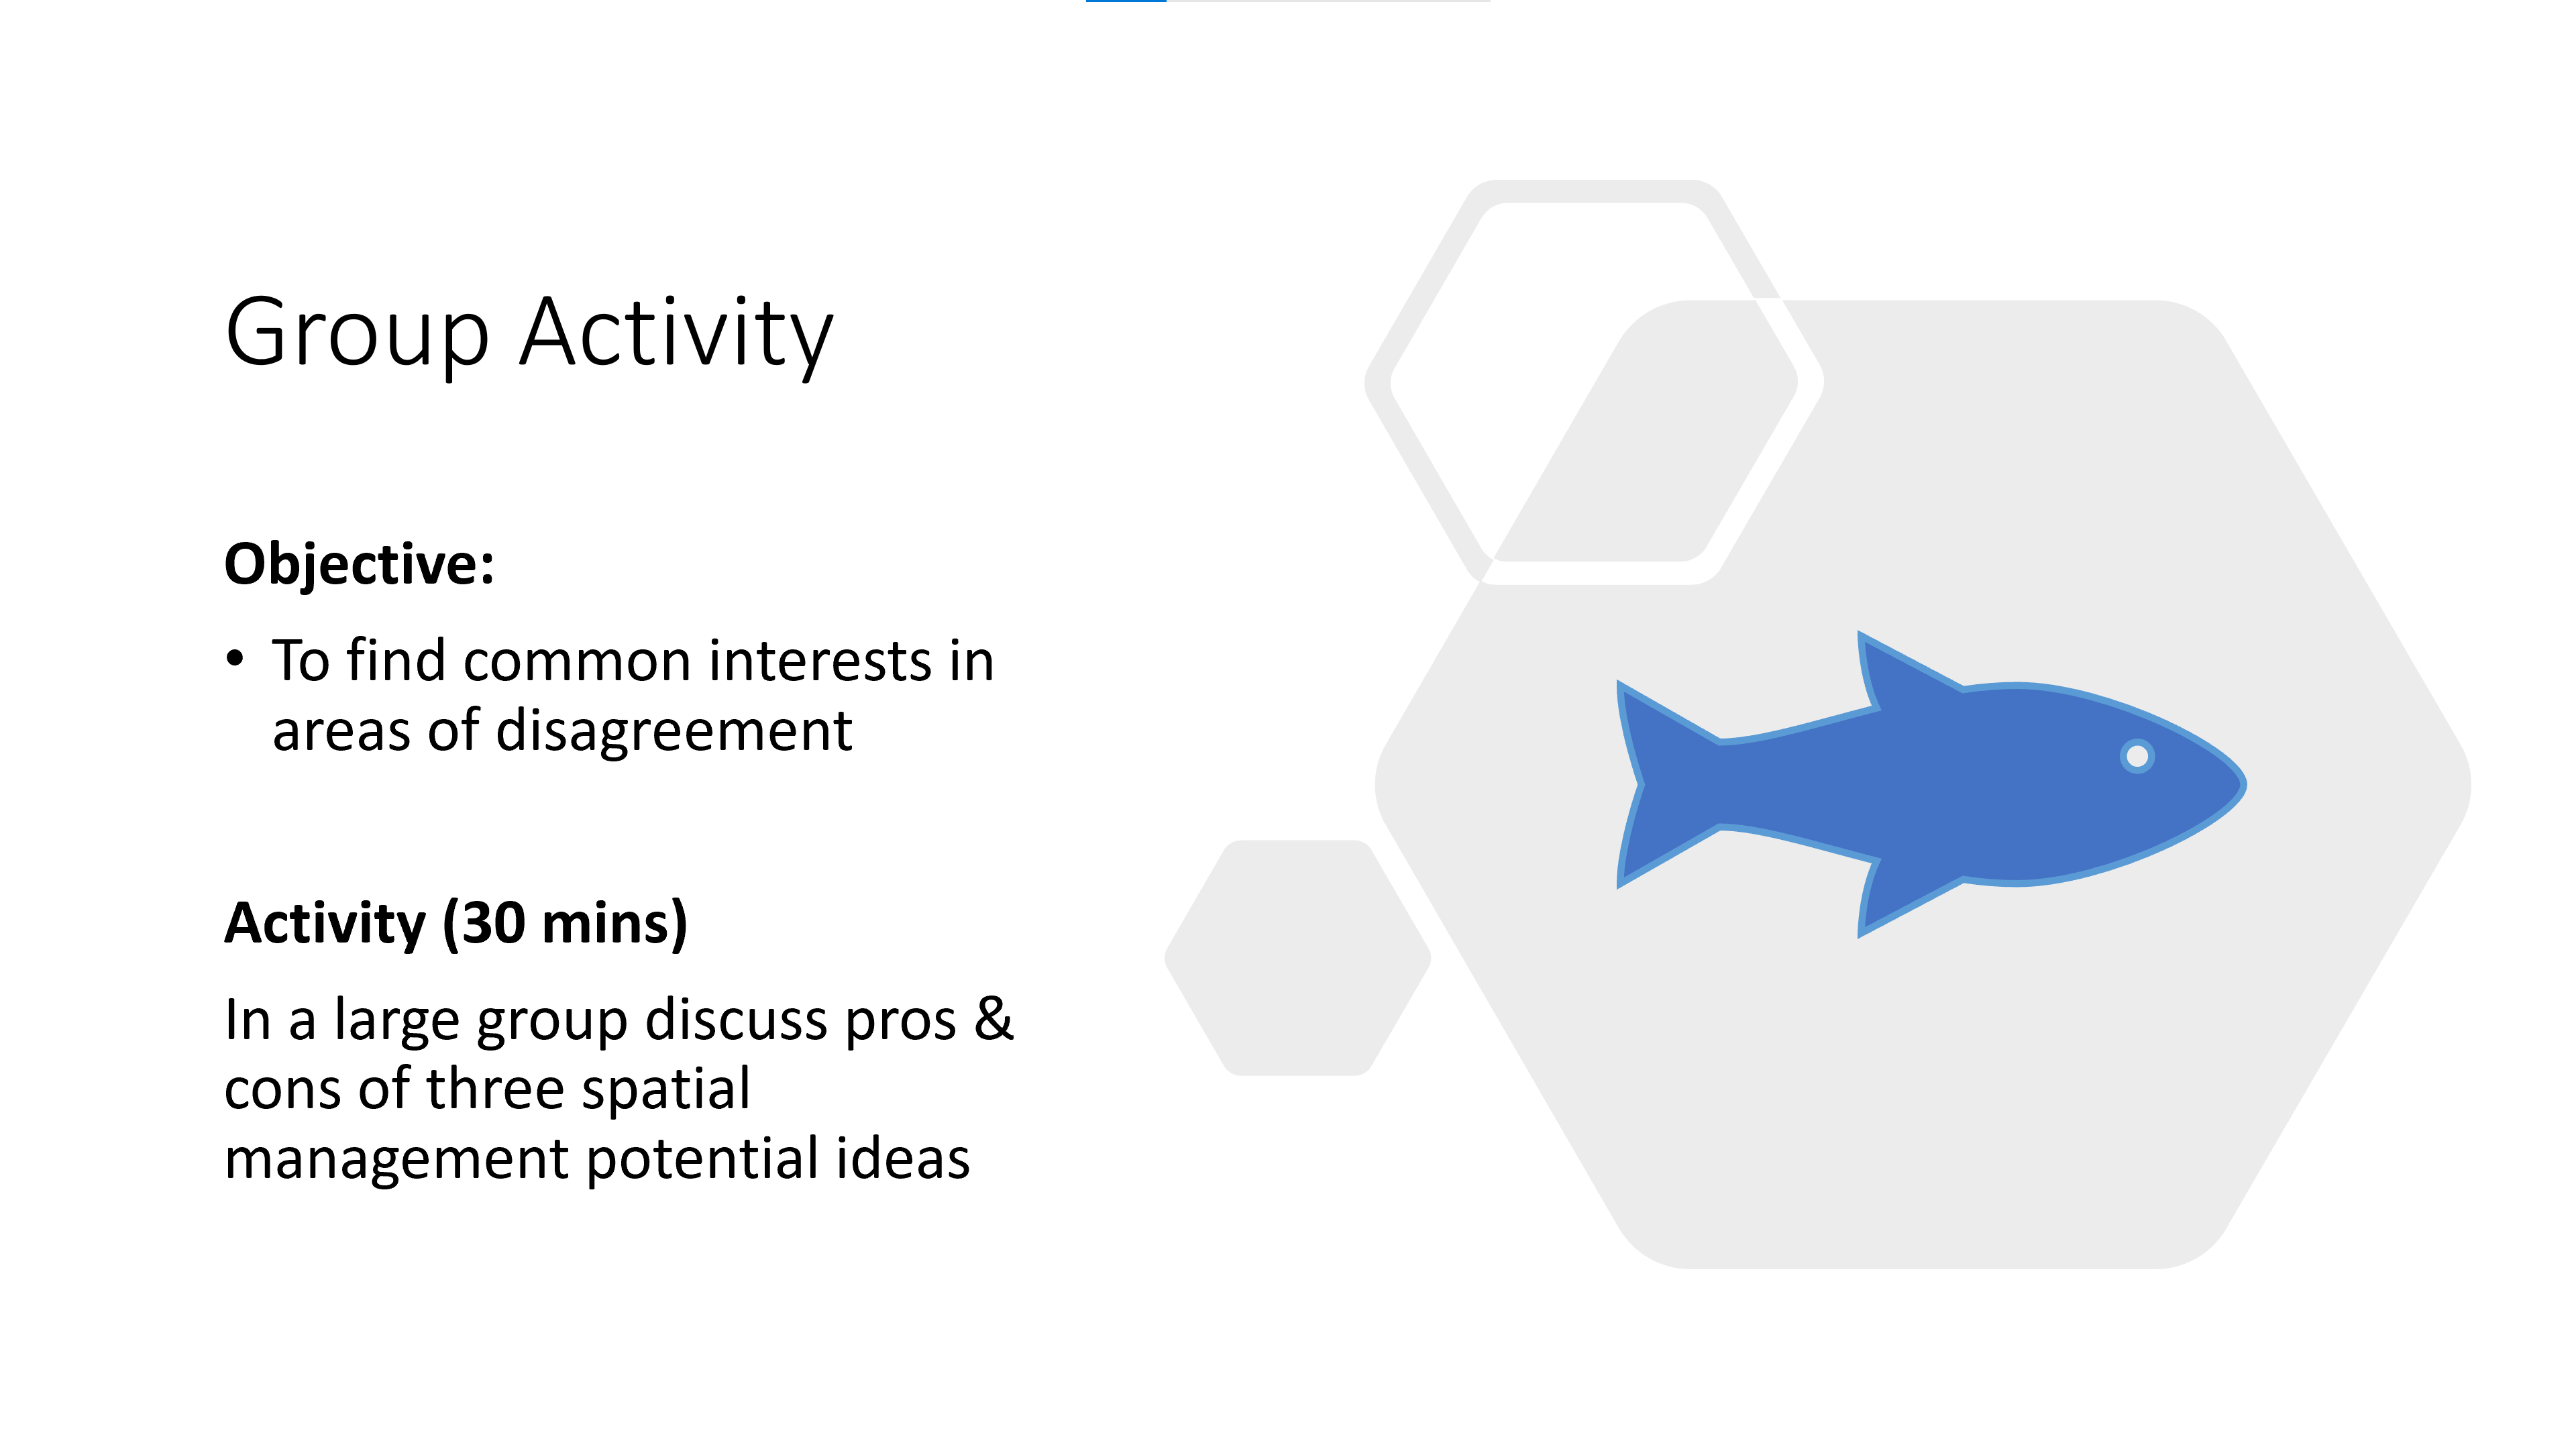 Group Activity
Objective:
• To find common interests in
areas of disagreement
Activity (30 mins)
In a large group discuss pros &
cons of three spatial
management potential ideas